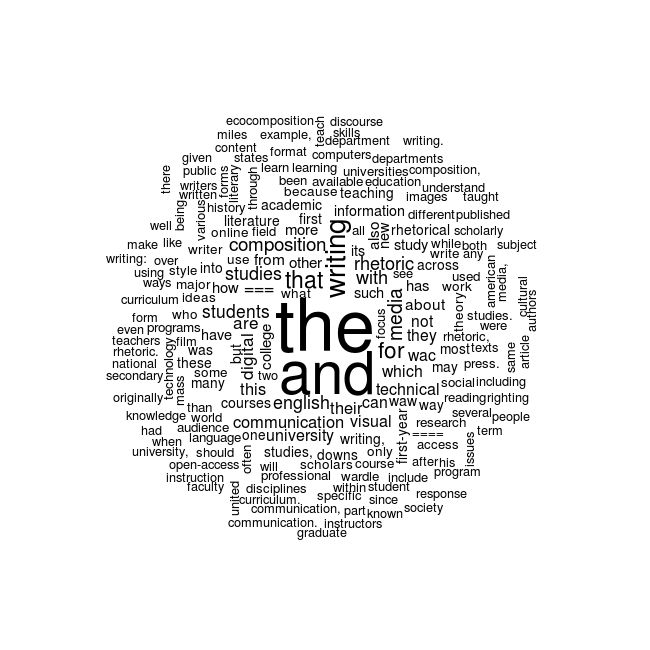 ecocomposition discourse
miles example, teach skills
department writing.
content format computers departments
given states learn learning universities composition,
there public forms literary through been available education understand
writers written because teaching images taught
being various history academic information different published
well literature first writing all also new rhetorical scholarly
online field more
make like composition its study while both subject
writing: over writer other rhetoric across write any
using style into use from studies that with see american media,
ways major how === what such has work used cultural
curriculum ideas media about theory authors
form who students the focus not studies. were
even programs are they rhetoric,
teachers film have digital college but for wac most texts same article
rhetoric. was
national technology these two and which may press.
secondary mass some many this technical social including
originally than courses english their can waw way reading righting
knowledge world communication visual first-year research several people
had audience
when language one university writing, ==== term
university, should often studies, downs only access issues
open-access will scholars course after his
instruction professional wardle include program
faculty united disciplines within student
curriculum. specific since response
communication, part known society
communication. instructors
graduate